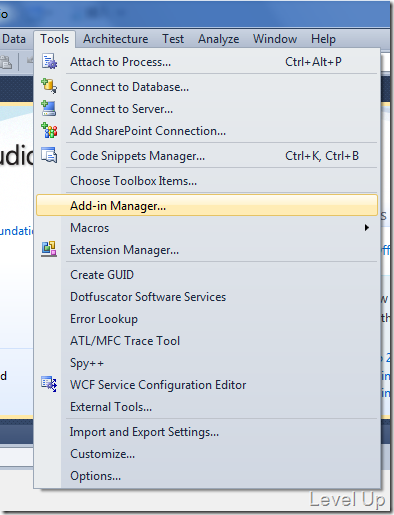 Data Tools Architecture Test Analyze Window Help
Attach to Process... Ctrl+Alt+P
Connect to Database...
Connect to Server...
Add SharePoint Connection...
Code Snippets Manager... Ctrl+K, Ctrl+B
Choose Toolbox Items...
Add-in Manager...
Macros
Extension Manager...
Create GUID
Dotfuscator Software Services
Error Lookup
ATL/MFC Trace Tool
Spy++
WCF Service Configuration Editor
External Tools...
Import and Export Settings...
Customize...
Options...
Level Up